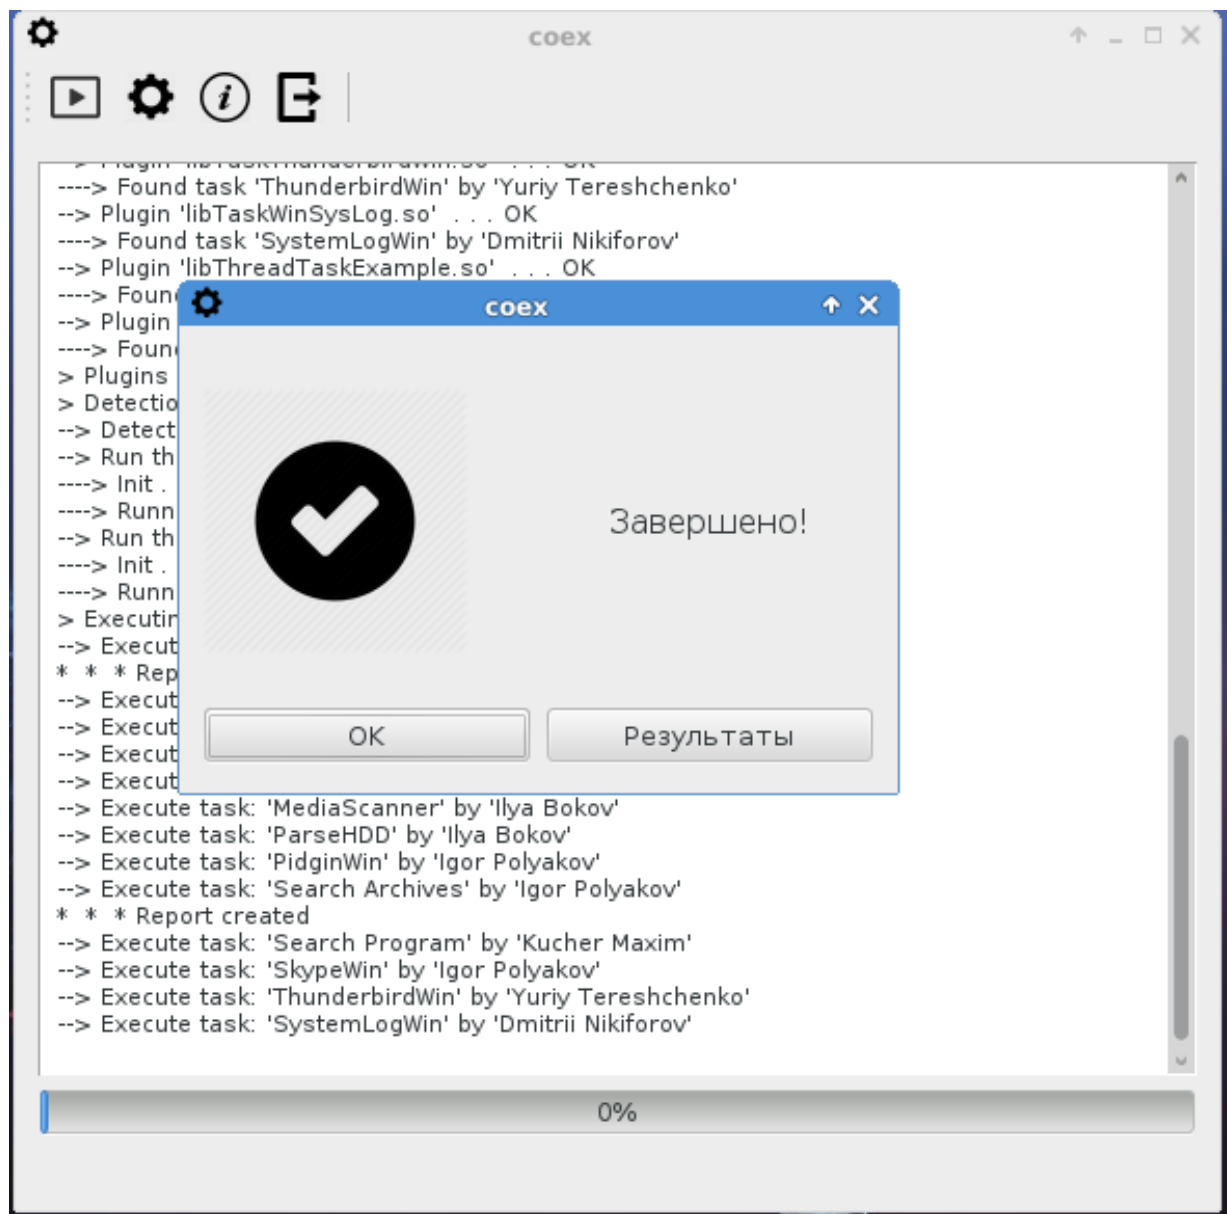 coex
----> Found task 'ThunderbirdWin' by 'Yuriy Tereshchenko'
--> Plugin 'libTaskWinSysLog.so' . . . OK
----> Found task 'SystemLogWin' by 'Dmitrii Nikiforov'
--> Plugin 'libThreadTaskExample.so' . . . OK
----> Foun
--> Plugin
----> Foun
> Plugins
> Detectio
--> Detect
--> Run th
----> Init .
----> Runn
--> Run th
----> Init .
----> Runn
> Executin
--> Execut
* * * Rep
--> Execut
--> Execut
--> Execut
--> Execut
coex
Завершено!
OK
Результаты
--> Execute task: 'MediaScanner' by 'Ilya Bokov'
--> Execute task: 'ParseHDD' by 'Ilya Bokov'
--> Execute task: 'PidginWin' by 'Igor Polyakov'
--> Execute task: 'Search Archives' by 'Igor Polyakov'
* * * Report created
--> Execute task: 'Search Program' by 'Kucher Maxim'
--> Execute task: 'SkypeWin' by 'Igor Polyakov'
--> Execute task: 'ThunderbirdWin' by 'Yuriy Tereshchenko'
--> Execute task: 'SystemLogWin' by 'Dmitrii Nikiforov'
0%